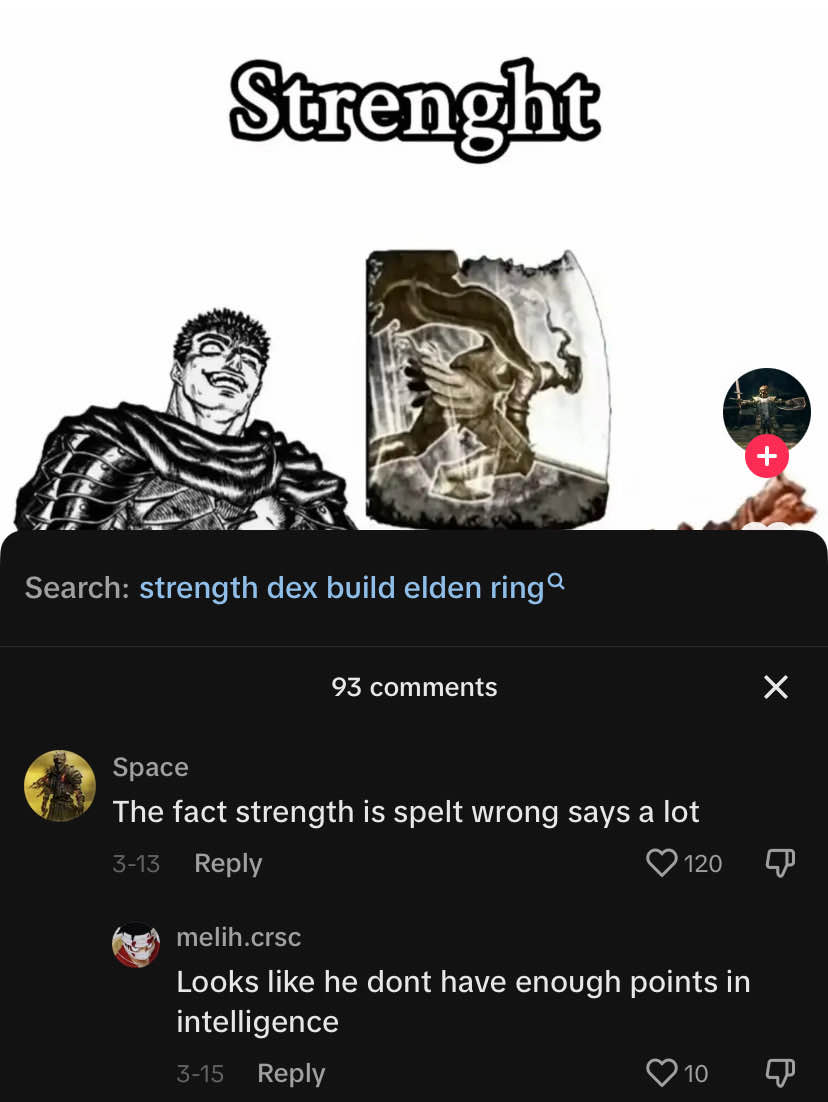 Strenght
Search: strength dex build elden ring
93 comments
Space
The fact strength is spelt wrong says a lot
3-13 Reply 120
melih.crsc
Looks like he dont have enough points in
intelligence
3-15 Reply 10